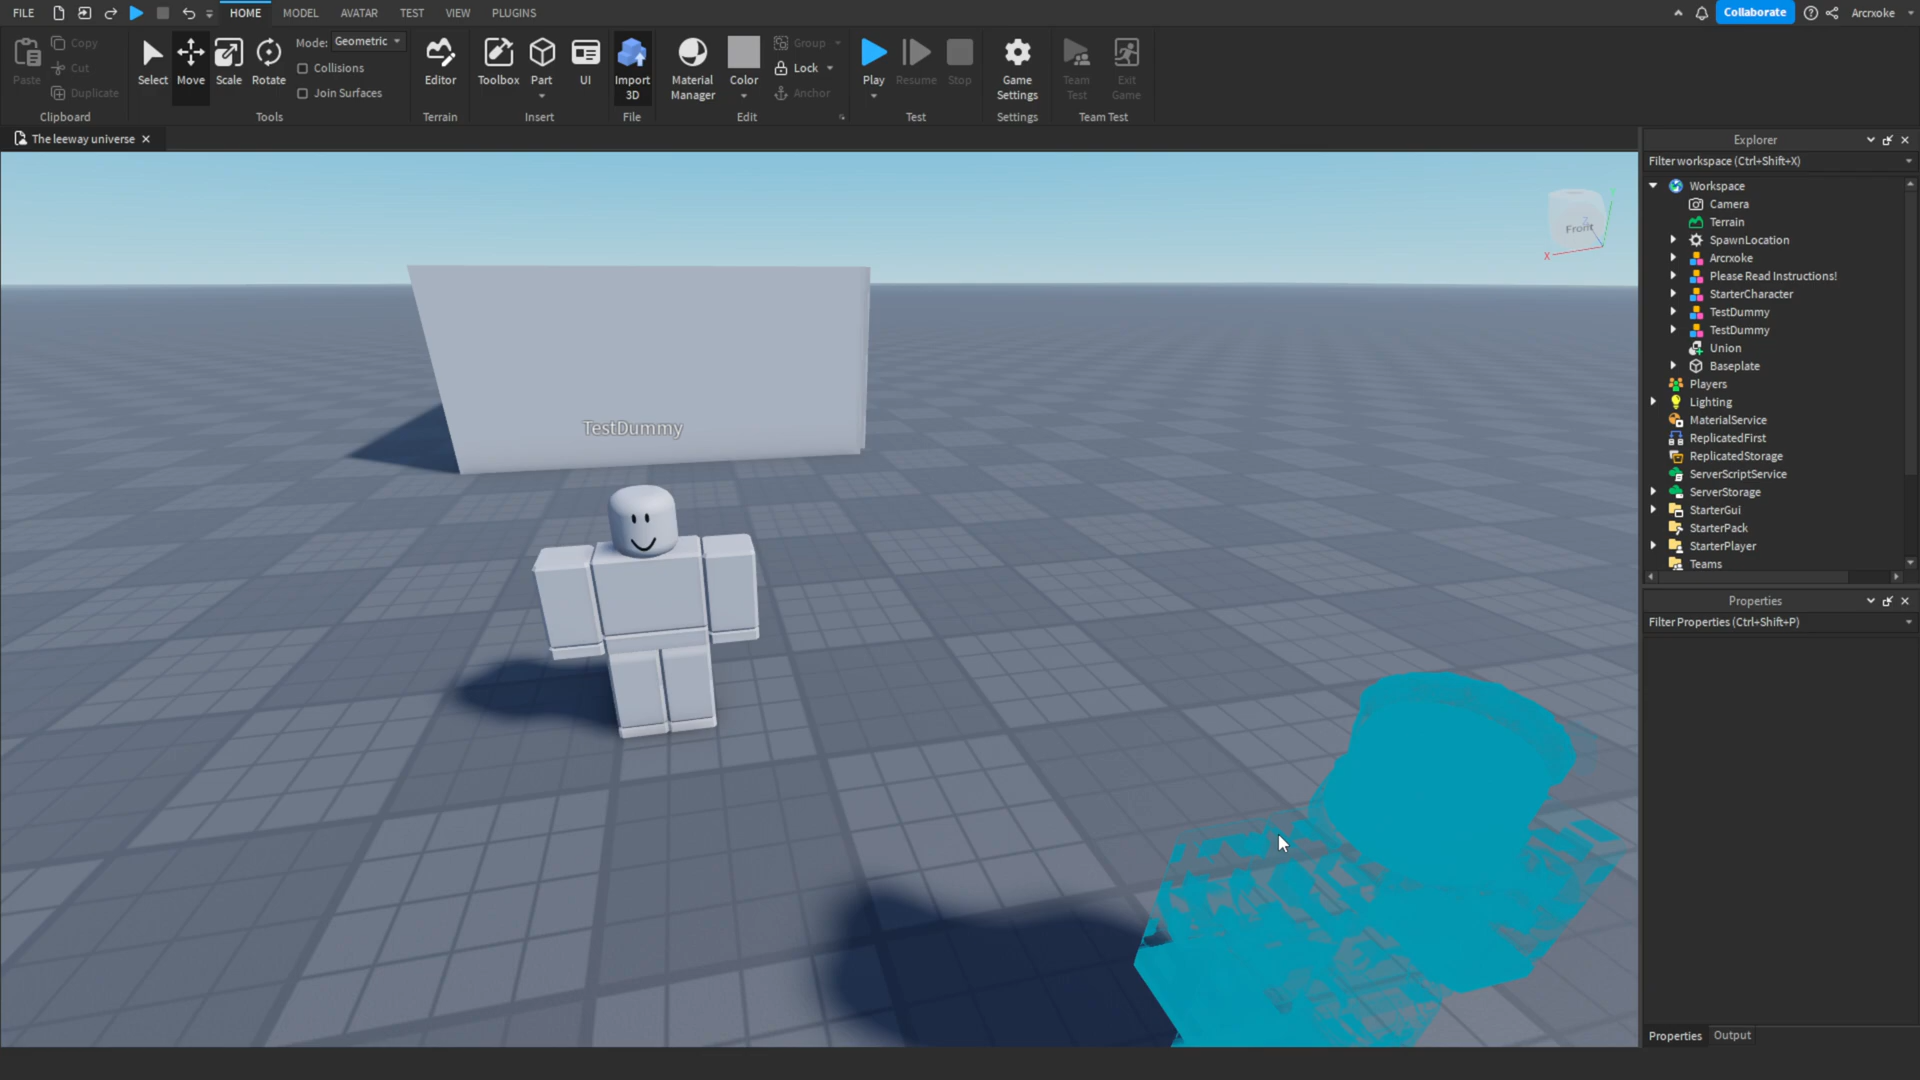 FILE HOME MODEL AVATAR TEST VIEW PLUGINS Collaborate Arcrxoke
Paste Copy Cut Duplicate Clipboard
Select Move Scale Rotate Mode: Geometric Collisions Join Surfaces Tools
Editor Terrain
Toolbox Part UI Insert
Import 3D File
Material Manager Color Group Lock Anchor Edit
Play Resume Stop Test
Game Settings Settings
Team Test Exit Game Team Test
The leeway universe
TestDummy
Front
X
Z
Explorer
Filter workspace (Ctrl+Shift+X)
Workspace
Camera
Terrain
SpawnLocation
Arcrxoke
Please Read Instructions!
StarterCharacter
TestDummy
TestDummy
Union
Baseplate
Players
Lighting
MaterialService
ReplicatedFirst
ReplicatedStorage
ServerScriptService
ServerStorage
StarterGui
StarterPack
StarterPlayer
Teams
Properties
Filter Properties (Ctrl+Shift+P)
Properties Output